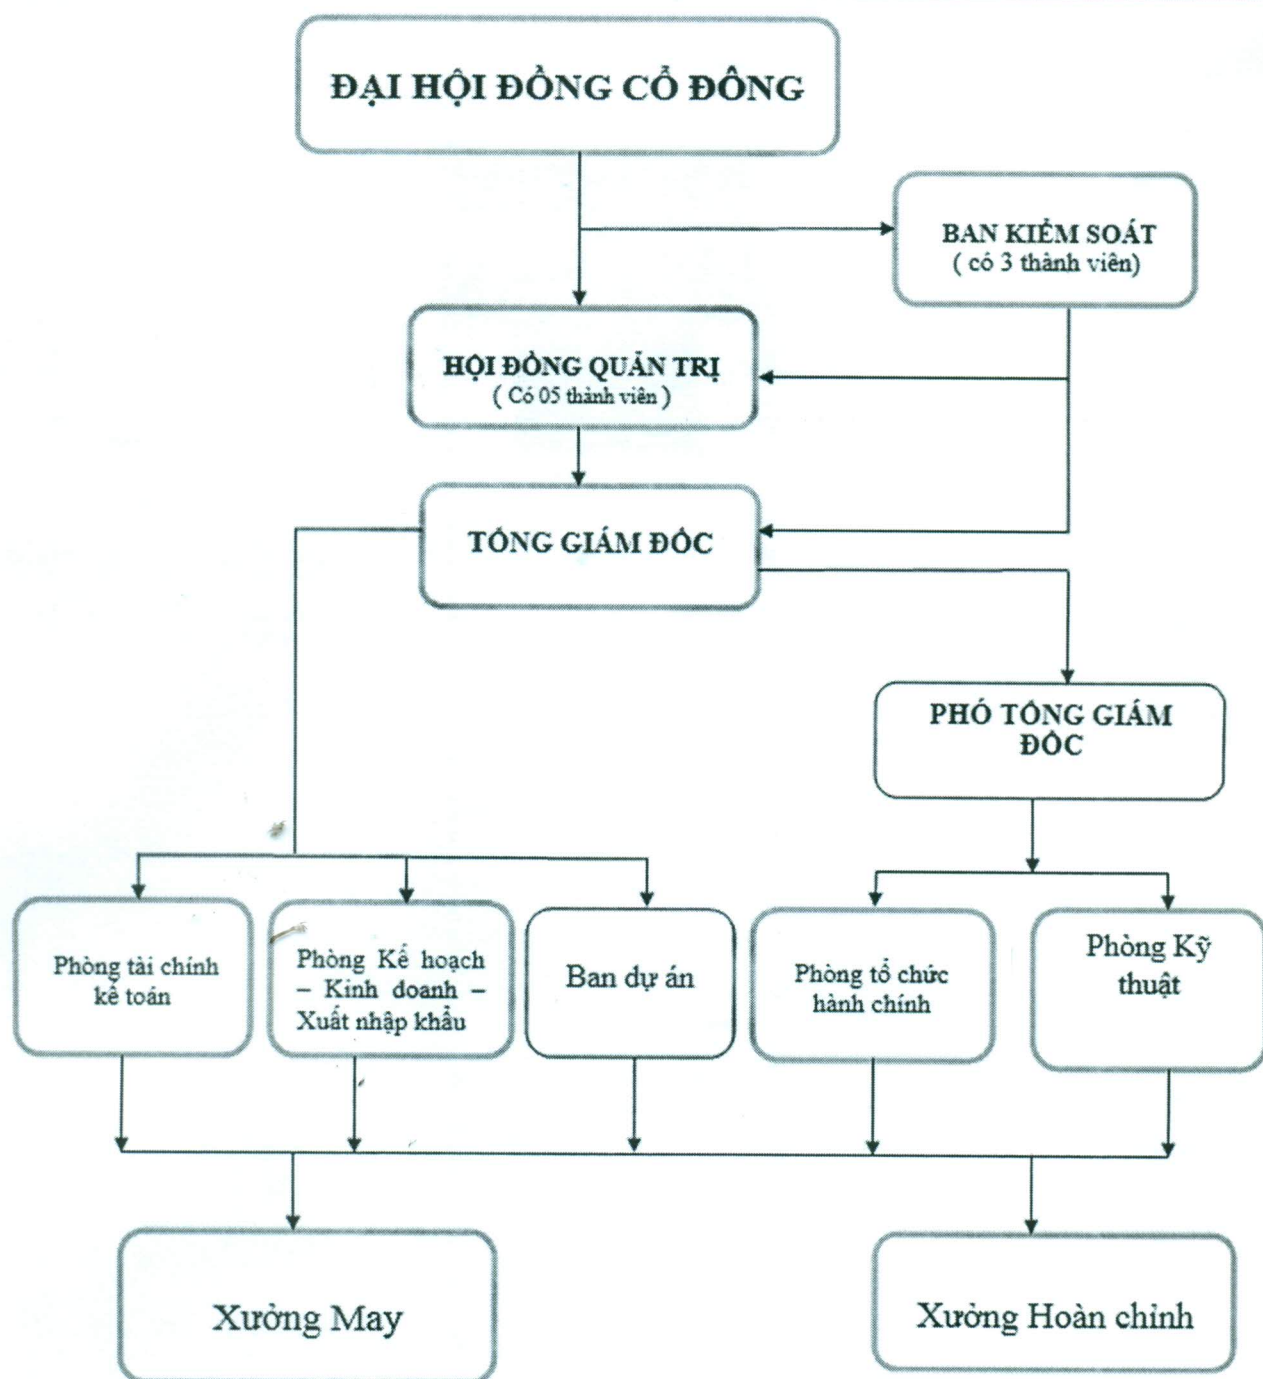 ĐẠI HỘI ĐỒNG CỔ ĐÔNG
BAN KIỂM SOÁT
( có 3 thành viên)
HỘI ĐỒNG QUẢN TRỊ
( Có 05 thành viên )
TỔNG GIÁM ĐỐC
PHÓ TỔNG GIÁM
ĐỐC
Phòng tài chính
kế toán
Phòng Kế hoạch
– Kinh doanh –
Xuất nhập khẩu
Ban dự án
Phòng tổ chức
hành chính
Phòng Kỹ
thuật
Xưởng May
Xưởng Hoàn chỉnh